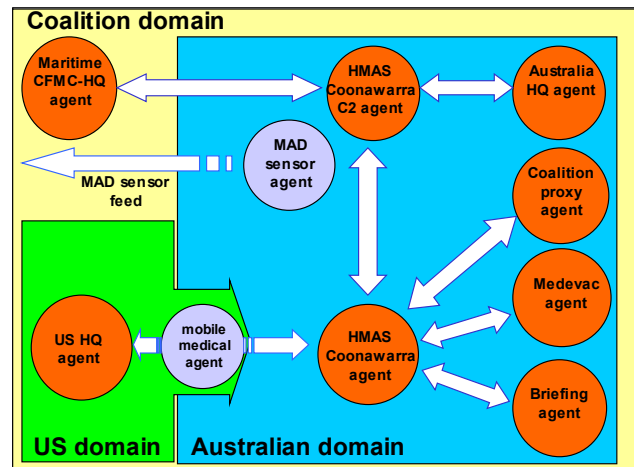 Coalition domain
Maritime
CFMC-HQ
agent
HMAS
Coonawarra
C2 agent
Australia
HQ agent
MAD
sensor
agent
MAD sensor
feed
Coalition
proxy
agent
Medevac
agent
US HQ
agent
mobile
medical
agent
HMAS
Coonawarra
agent
Briefing
agent
US domain
Australian domain